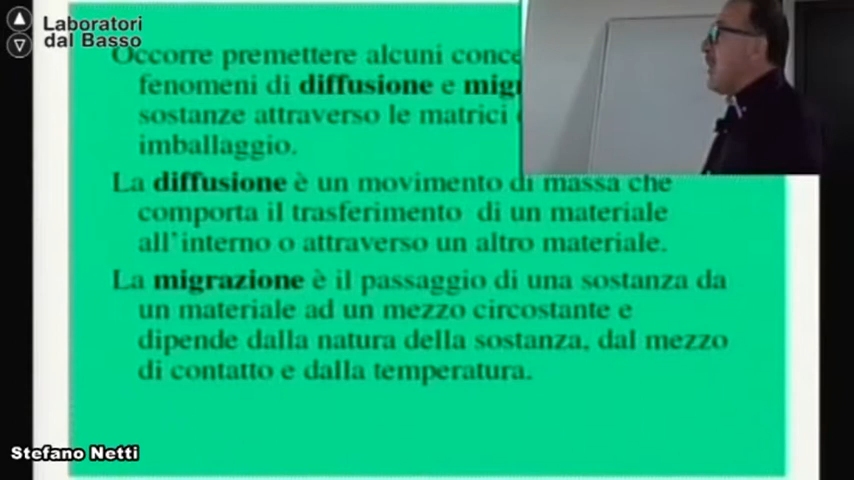 Laboratori
dal Basso
Occorre premettere alcuni
fenomeni di diffusione e
sostanze attraverso le matrici
imballaggio.
La diffusione è un movimento di massa che
comporta il trasferimento di un materiale
all'interno o attraverso un altro materiale.
La migrazione è il passaggio di una sostanza da
un materiale ad un mezzo circostante e
dipende dalla natura della sostanza, dal mezzo
di contatto e dalla temperatura.
Stefano Netti